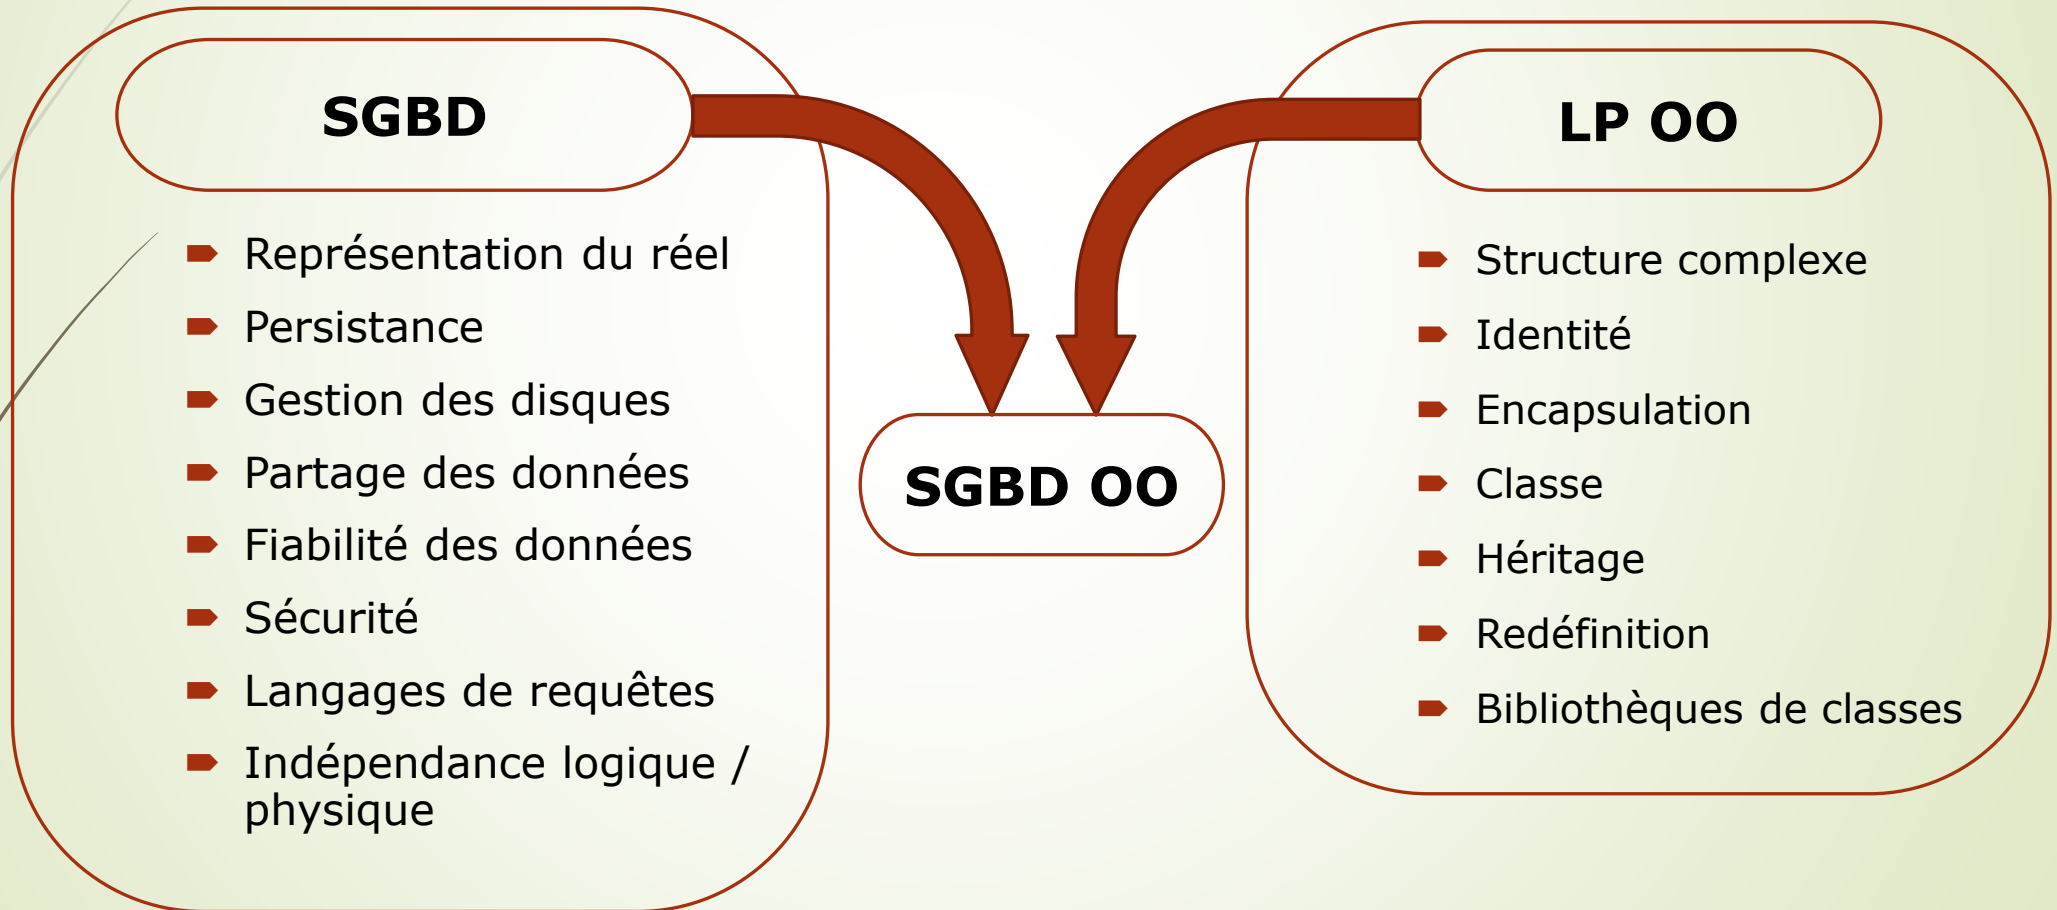 SGBD
Représentation du réel
Persistance
Gestion des disques
Partage des données
Fiabilité des données
Sécurité
Langages de requêtes
Indépendance logique /
physique
SGBD OO
LP OO
Structure complexe
Identité
Encapsulation
Classe
Héritage
Redéfinition
Bibliothèques de classes